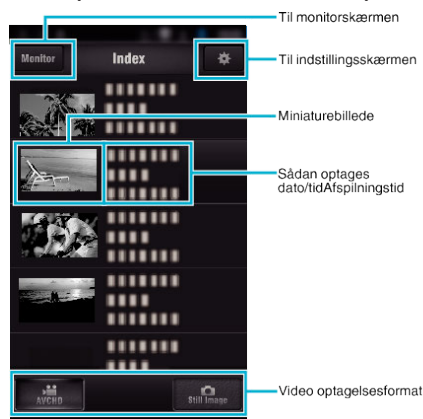 Til monitorskærmen
Monitor
Index
Til indstillingsskærmen
Miniaturebillede
Sådan optages
dato/tidAfspilningstid
AVCHD
Still Image
Video optagelsesformat